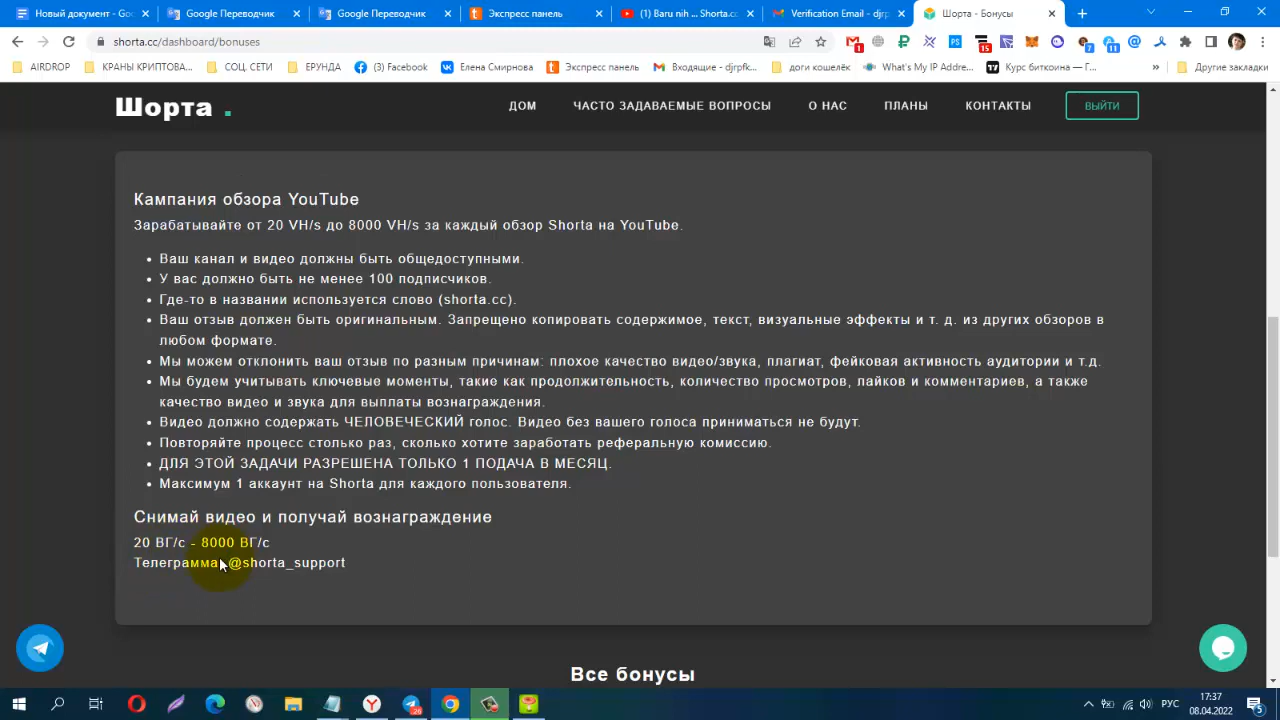 Новый документ - Goo
Google Переводчик
Google Переводчик
Экспресс панель
(1) Baru nih ... Shorta.cc
Verification Email - djrp
Шорта - Бонусы
shorta.cc/dashboard/bonuses
1
15
7
11
AIRDROP
КРАНЫ КРИПТОВА...
СОЦ. СЕТИ
ЕРУНДА
(3) Facebook
Елена Смирнова
Экспресс панель
Входящие - djrpfk...
доги кошелёк
What's My IP Addre...
Курс биткоина — Г...
»
Другие закладки
Шорта .
ДОМ
ЧАСТО ЗАДАВАЕМЫЕ ВОПРОСЫ
О НАС
ПЛАНЫ
КОНТАКТЫ
ВЫЙТИ
Кампания обзора YouTube
Зарабатывайте от 20 VH/s до 8000 VH/s за каждый обзор Shorta на YouTube.
• Ваш канал и видео должны быть общедоступными.
• У вас должно быть не менее 100 подписчиков.
• Где-то в названии используется слово (shorta.cc).
• Ваш отзыв должен быть оригинальным. Запрещено копировать содержимое, текст, визуальные эффекты и т. д. из других обзоров в
любом формате.
• Мы можем отклонить ваш отзыв по разным причинам: плохое качество видео/звука, плагиат, фейковая активность аудитории и т.д.
• Мы будем учитывать ключевые моменты, такие как продолжительность, количество просмотров, лайков и комментариев, а также
качество видео и звука для выплаты вознаграждения.
• Видео должно содержать ЧЕЛОВЕЧЕСКИЙ голос. Видео без вашего голоса приниматься не будут.
• Повторяйте процесс столько раз, сколько хотите заработать реферальную комиссию.
• ДЛЯ ЭТОЙ ЗАДАЧИ РАЗРЕШЕНА ТОЛЬКО 1 ПОДАЧА В МЕСЯЦ.
• Максимум 1 аккаунт на Shorta для каждого пользователя.
Снимай видео и получай вознаграждение
20 ВГ/с - 8000 ВГ/с
Телеграмма: @shorta_support
Все бонусы
26
РУС
17:37
08.04.2022
5